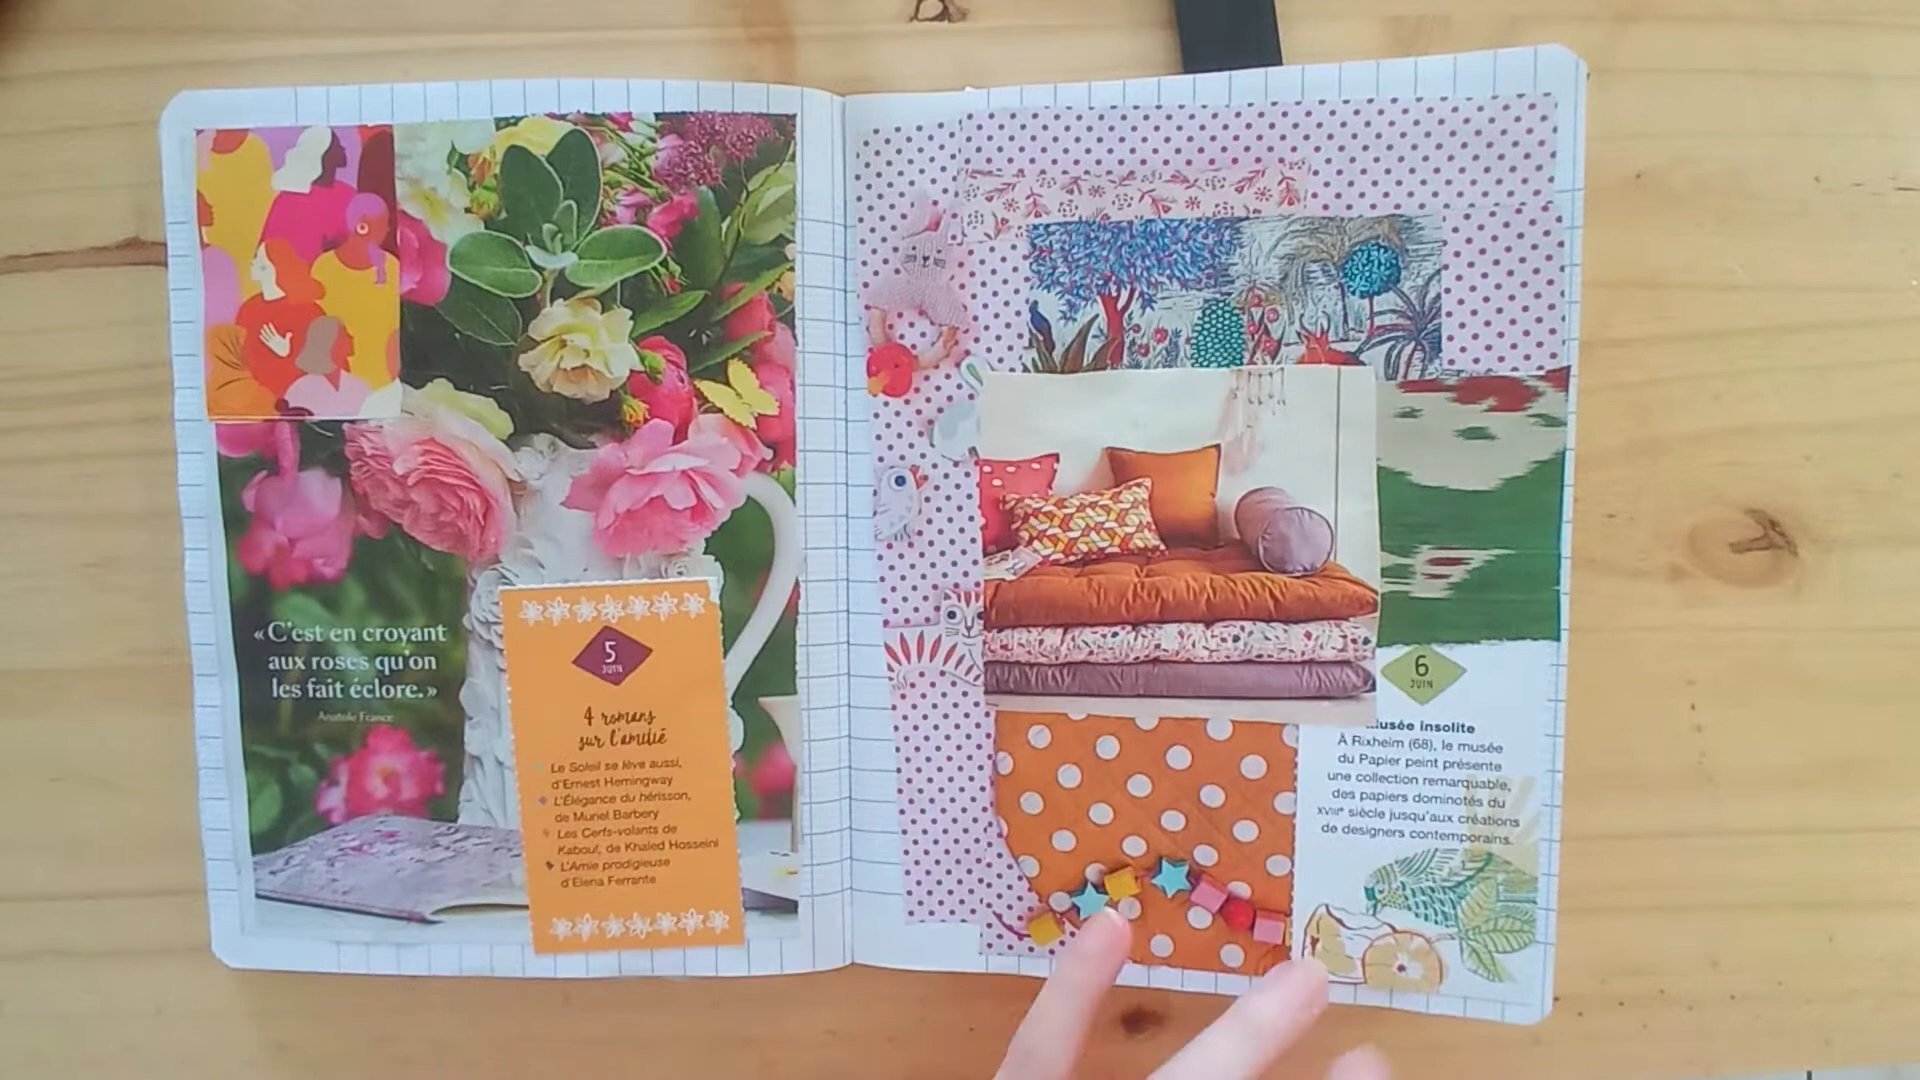 « C'est en croyant
aux roses qu'on
les fait éclore. »
Anatole France
5
JUIN
4 romans
sur l'amitié
Le Soleil se lève aussi,
d'Ernest Hemingway
L'Élégance du hérisson,
de Muriel Barbery
Les Cerfs-volants de
Kaboul, de Khaled Hosseini
L'Amie prodigieuse
d'Elena Ferrante
6
JUIN
musée insolite
À Rixheim (68), le musée
du Papier peint présente
une collection remarquable,
des papiers dominotés du
XVIIIe siècle jusqu'aux créations
de designers contemporains.